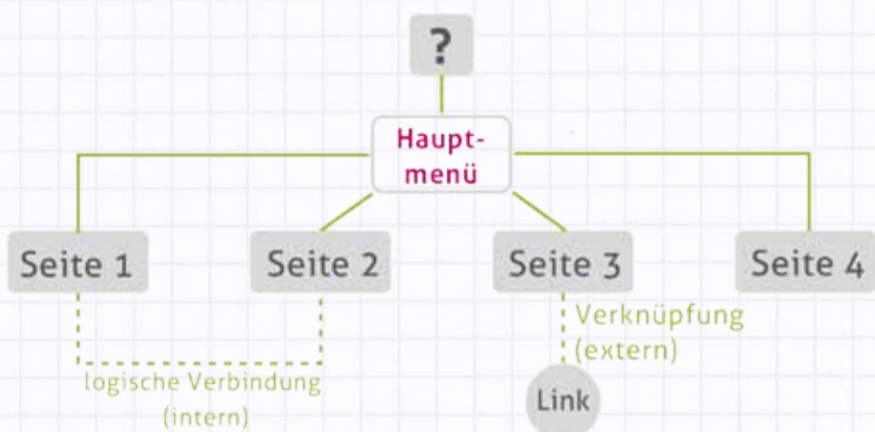 ?
Haupt-
menü
Seite 1
Seite 2
Seite 3
Seite 4
Verknüpfung
(extern)
logische Verbindung
(intern)
Link